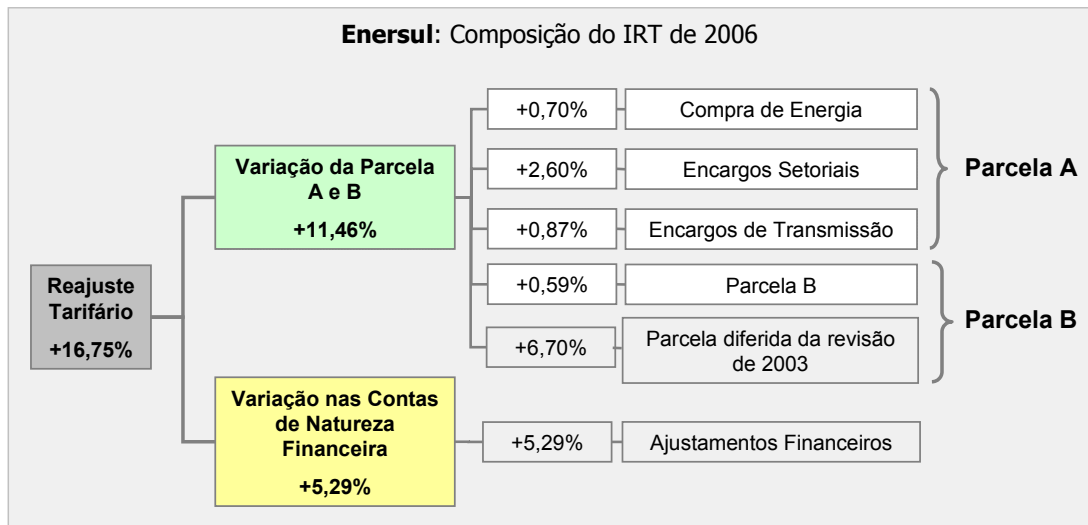 Enersul: Composição do IRT de 2006
+0,70%
Compra de Energia
Variação da Parcela
A e B
+11,46%
+2,60%
Encargos Setoriais
Parcela A
+0,87%
Encargos de Transmissão
Reajuste
Tarifário
+16,75%
+0,59%
Parcela B
Parcela B
+6,70%
Parcela diferida da revisão
de 2003
Variação nas Contas
de Natureza
Financeira
+5,29%
+5,29%
Ajustamentos Financeiros